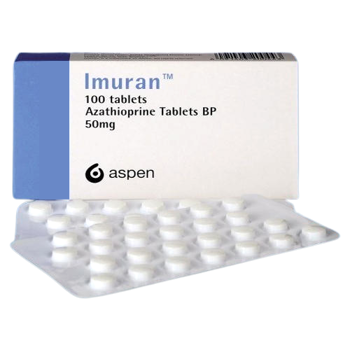 Imuran™
100 tablets
Azathioprine Tablets BP
50mg
aspen